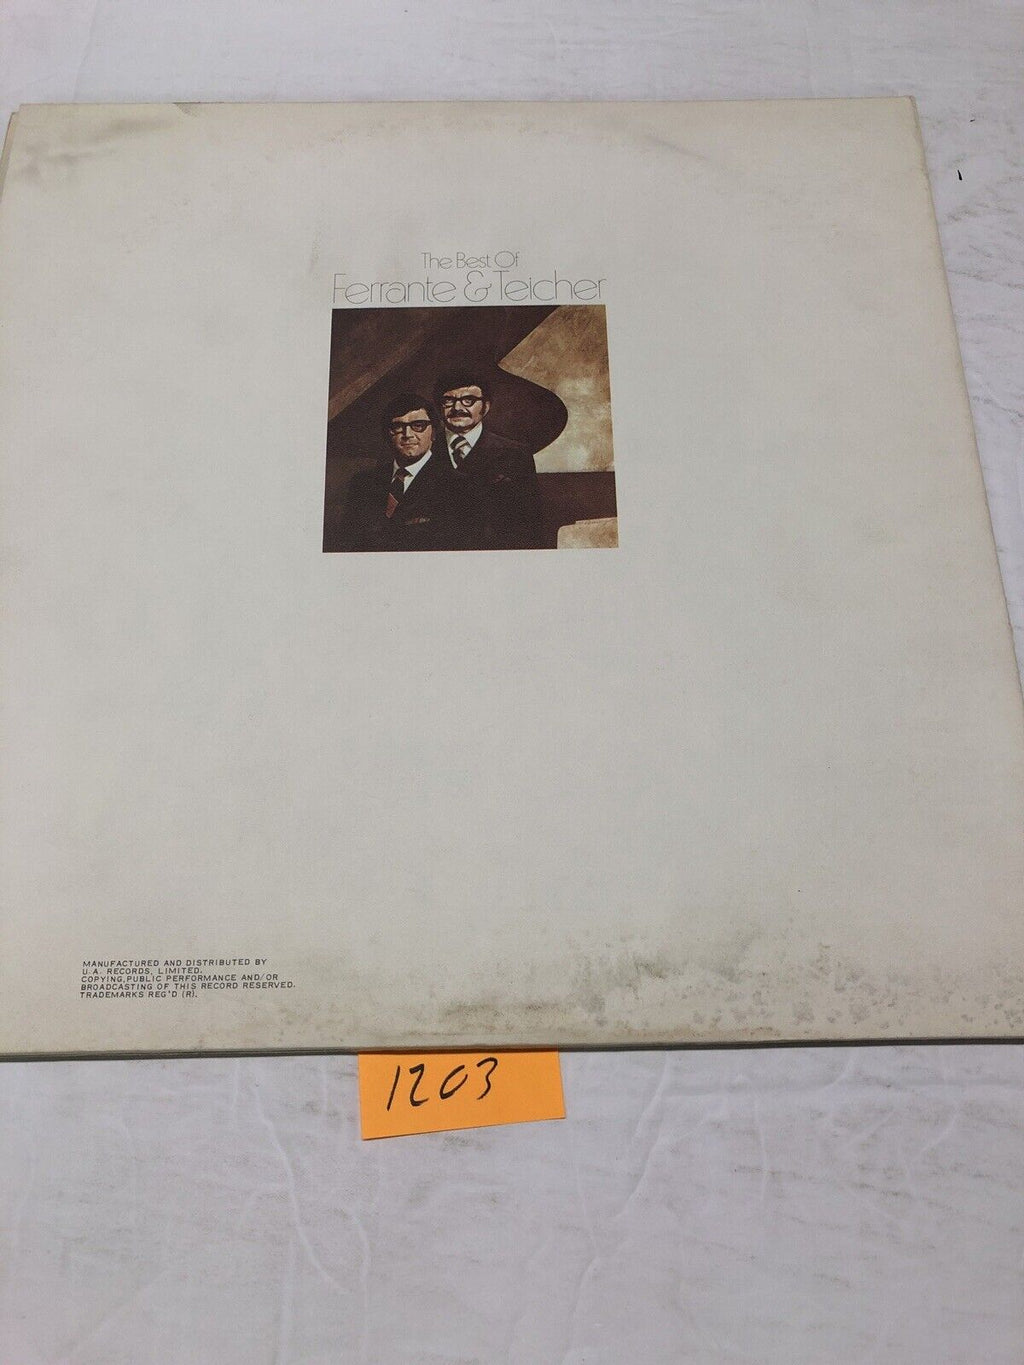 The Best Of
Ferrante & Teicher
MANUFACTURED AND DISTRIBUTED BY
U.A. RECORDS, LIMITED.
COPYING, PUBLIC PERFORMANCE AND/OR
BROADCASTING OF THIS RECORD RESERVED.
TRADEMARKS REG'D (R).
1203